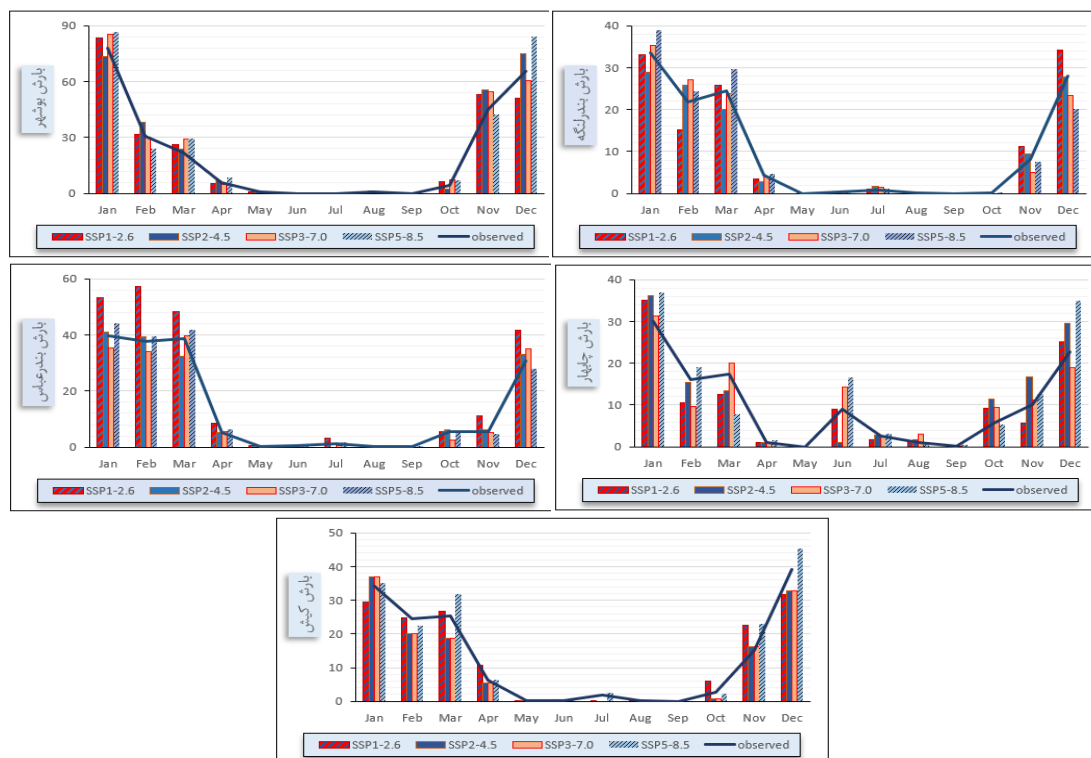 بارش بوشهر
90
60
30
0
Jan Feb Mar Apr May Jun Jul Aug Sep Oct Nov Dec
SSP1-2.6 SSP2-4.5 SSP3-7.0 SSP5-8.5 observed
بارش بندرلنگه
40
30
20
10
0
Jan Feb Mar Apr May Jun Jul Aug Sep Oct Nov Dec
SSP1-2.6 SSP2-4.5 SSP3-7.0 SSP5-8.5 observed
بارش بندرعباس
60
40
20
0
Jan Feb Mar Apr May Jun Jul Aug Sep Oct Nov Dec
SSP1-2.6 SSP2-4.5 SSP3-7.0 SSP5-8.5 observed
بارش چابهار
40
30
20
10
0
Jan Feb Mar Apr May Jun Jul Aug Sep Oct Nov Dec
SSP1-2.6 SSP2-4.5 SSP3-7.0 SSP5-8.5 observed
بارش کیش
50
40
30
20
10
0
Jan Feb Mar Apr May Jun Jul Aug Sep Oct Nov Dec
SSP1-2.6 SSP2-4.5 SSP3-7.0 SSP5-8.5 observed